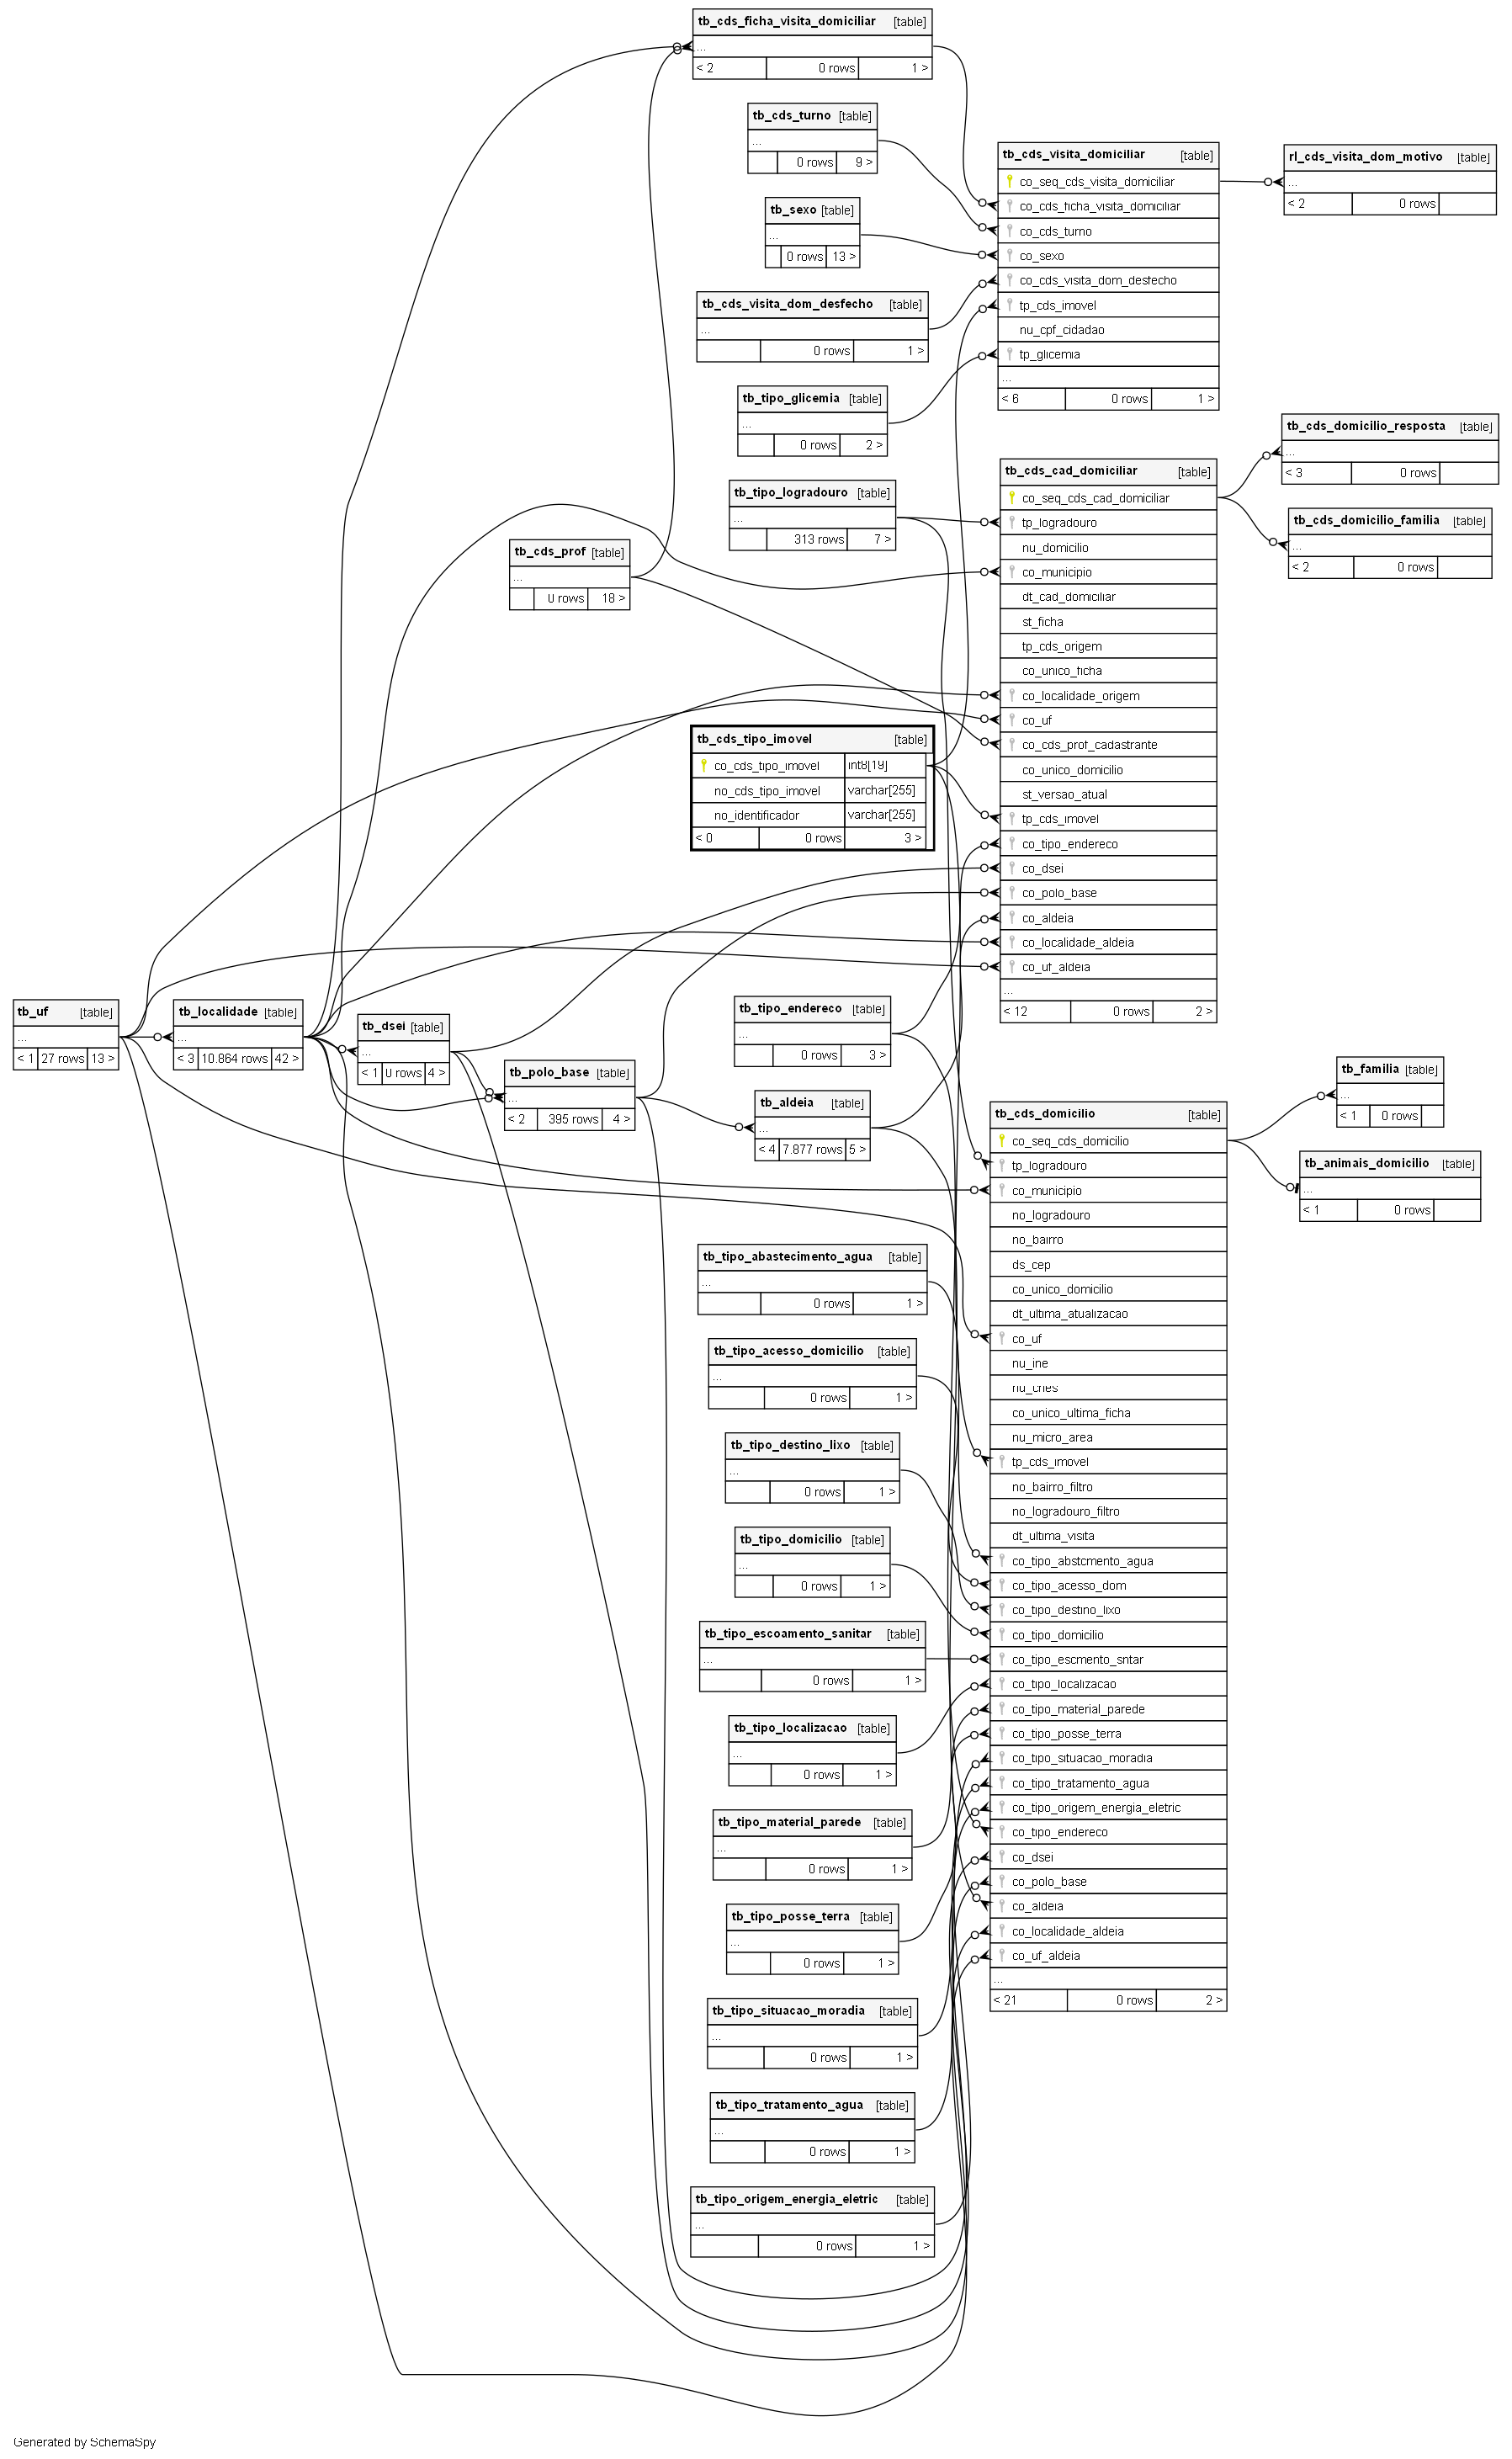 tb_cds_ficha_visita_domiciliar [table]
...
< 2 0 rows 1 >
tb_cds_turno [table]
...
0 rows 9 >
tb_sexo [table]
...
0 rows 13 >
tb_cds_visita_dom_desfecho [table]
...
0 rows 1 >
tb_tipo_glicemia [table]
...
0 rows 2 >
tb_tipo_logradouro [table]
...
313 rows 7 >
tb_cds_prof [table]
...
0 rows 18 >
tb_cds_tipo_imovel [table]
co_cds_tipo_imovel int8[19]
no_cds_tipo_imovel varchar[255]
no_identificador varchar[255]
< 0 0 rows 3 >
tb_cds_visita_domiciliar [table]
co_seq_cds_visita_domiciliar
co_cds_ficha_visita_domiciliar
co_cds_turno
co_sexo
co_cds_visita_dom_desfecho
tp_cds_imovel
nu_cpf_cidadao
tp_glicemia
...
< 6 0 rows 1 >
rl_cds_visita_dom_motivo [table]
...
< 2 0 rows
tb_cds_cad_domiciliar [table]
co_seq_cds_cad_domiciliar
tp_logradouro
nu_domicilio
co_municipio
dt_cad_domiciliar
st_ficha
tp_cds_origem
co_unico_ficha
co_localidade_origem
co_uf
co_cds_prof_cadastrante
co_unico_domicilio
st_versao_atual
tp_cds_imovel
co_tipo_endereco
co_dsei
co_polo_base
co_aldeia
co_localidade_aldeia
co_uf_aldeia
...
< 12 0 rows 2 >
tb_cds_domicilio_resposta [table]
...
< 3 0 rows
tb_cds_domicilio_familia [table]
...
< 2 0 rows
tb_uf [table]
...
< 1 27 rows 13 >
tb_localidade [table]
...
< 3 10.864 rows 42 >
tb_dsei [table]
...
< 1 0 rows 4 >
tb_polo_base [table]
...
< 2 395 rows 4 >
tb_tipo_endereco [table]
...
0 rows 3 >
tb_aldeia [table]
...
< 4 7.877 rows 5 >
tb_tipo_abastecimento_agua [table]
...
0 rows 1 >
tb_tipo_acesso_domicilio [table]
...
0 rows 1 >
tb_tipo_destino_lixo [table]
...
0 rows 1 >
tb_tipo_domicilio [table]
...
0 rows 1 >
tb_tipo_escoamento_sanitar [table]
...
0 rows 1 >
tb_tipo_localizacao [table]
...
0 rows 1 >
tb_tipo_material_parede [table]
...
0 rows 1 >
tb_tipo_posse_terra [table]
...
0 rows 1 >
tb_tipo_situacao_moradia [table]
...
0 rows 1 >
tb_tipo_tratamento_agua [table]
...
0 rows 1 >
tb_tipo_origem_energia_eletric [table]
...
0 rows 1 >
tb_cds_domicilio [table]
co_seq_cds_domicilio
tp_logradouro
co_municipio
no_logradouro
no_bairro
ds_cep
co_unico_domicilio
dt_ultima_atualizacao
co_uf
nu_ine
nu_cnes
co_unico_ultima_ficha
nu_micro_area
tp_cds_imovel
no_bairro_filtro
no_logradouro_filtro
dt_ultima_visita
co_tipo_abstcmento_agua
co_tipo_acesso_dom
co_tipo_destino_lixo
co_tipo_domicilio
co_tipo_escmento_sntar
co_tipo_localizacao
co_tipo_material_parede
co_tipo_posse_terra
co_tipo_situacao_moradia
co_tipo_tratamento_agua
co_tipo_origem_energia_eletric
co_tipo_endereco
co_dsei
co_polo_base
co_aldeia
co_localidade_aldeia
co_uf_aldeia
...
< 21 0 rows 2 >
tb_familia [table]
...
< 1 0 rows
tb_animais_domicilio [table]
...
< 1 0 rows
Generated by SchemaSpy